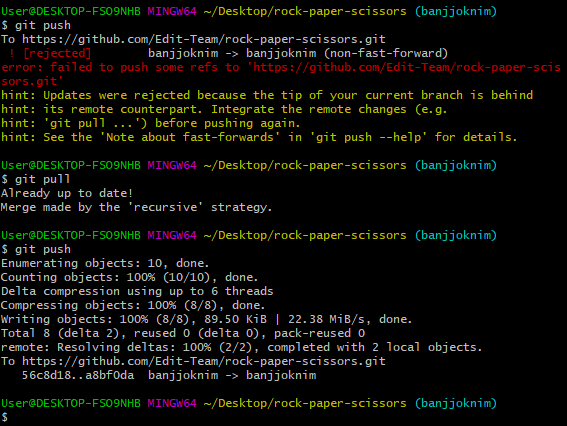 User@DESKTOP-FSO9NHB MINGW64 ~/Desktop/rock-paper-scissors (banjjoknim)
$ git push
To https://github.com/Edit-Team/rock-paper-scissors.git
 ! [rejected]        banjjoknim -> banjjoknim (non-fast-forward)
error: failed to push some refs to 'https://github.com/Edit-Team/rock-paper-scis
sors.git'
hint: Updates were rejected because the tip of your current branch is behind
hint: its remote counterpart. Integrate the remote changes (e.g.
hint: 'git pull ...') before pushing again.
hint: See the 'Note about fast-forwards' in 'git push --help' for details.
User@DESKTOP-FSO9NHB MINGW64 ~/Desktop/rock-paper-scissors (banjjoknim)
$ git pull
Already up to date!
Merge made by the 'recursive' strategy.
User@DESKTOP-FSO9NHB MINGW64 ~/Desktop/rock-paper-scissors (banjjoknim)
$ git push
Enumerating objects: 10, done.
Counting objects: 100% (10/10), done.
Delta compression using up to 6 threads
Compressing objects: 100% (8/8), done.
Writing objects: 100% (8/8), 89.50 KiB | 22.38 MiB/s, done.
Total 8 (delta 2), reused 0 (delta 0), pack-reused 0
remote: Resolving deltas: 100% (2/2), completed with 2 local objects.
To https://github.com/Edit-Team/rock-paper-scissors.git
   56c8d18..a8bf0da  banjjoknim -> banjjoknim
User@DESKTOP-FSO9NHB MINGW64 ~/Desktop/rock-paper-scissors (banjjoknim)
$